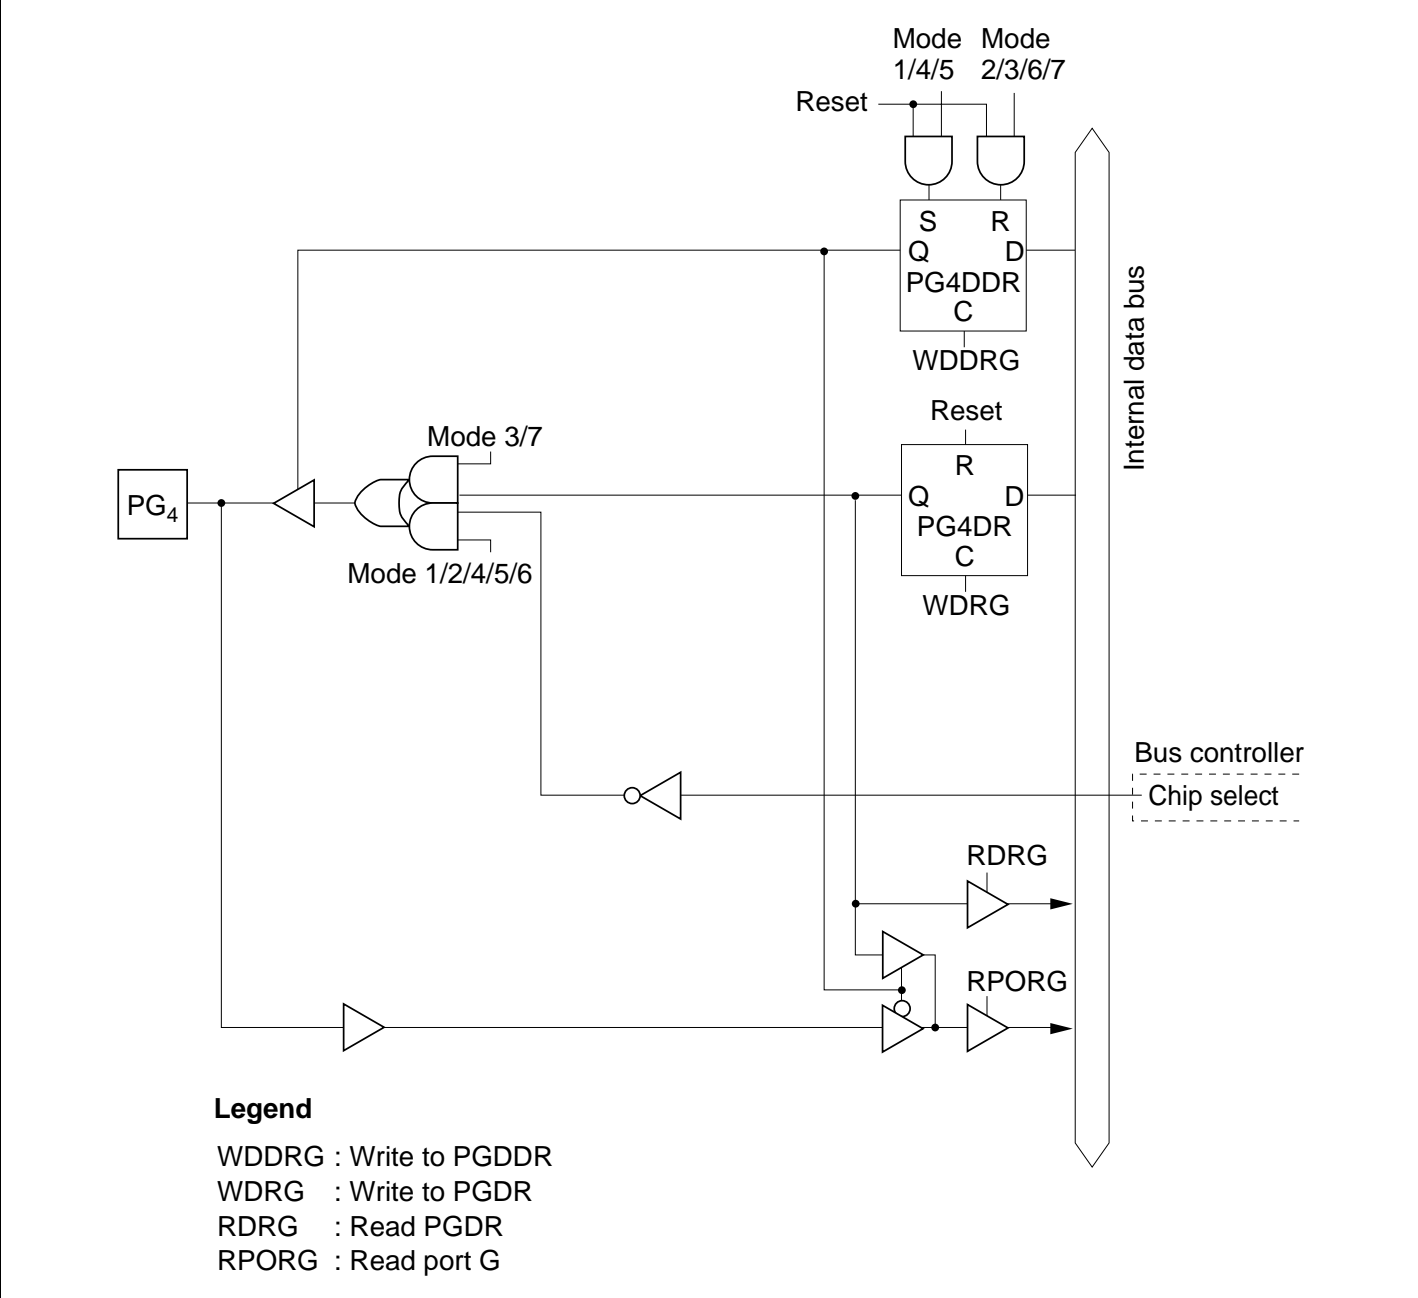 Mode Mode
1/4/5 2/3/6/7
Reset
S R
Q D
PG4DDR
C
WDDRG
Internal data bus
Reset
Mode 3/7
R
PG4
Q D
PG4DR
C
Mode 1/2/4/5/6
WDRG
Bus controller
Chip select
RDRG
RPORG
Legend
WDDRG : Write to PGDDR
WDRG : Write to PGDR
RDRG : Read PGDR
RPORG : Read port G